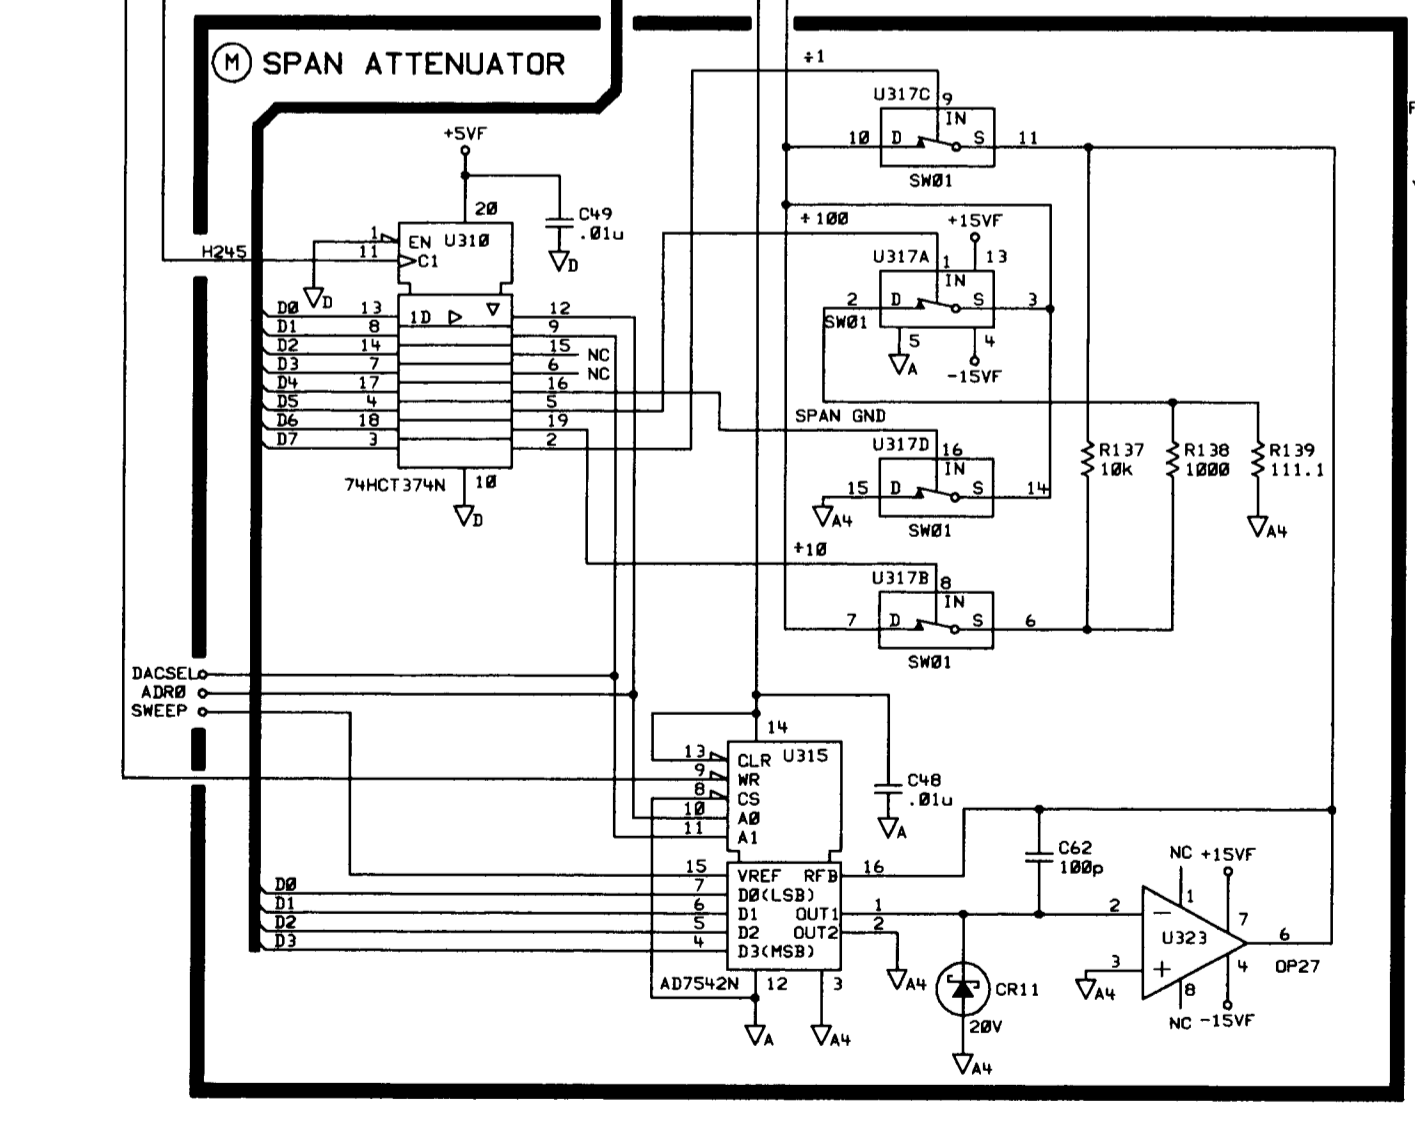 M SPAN ATTENUATOR
÷1
U317C 9
IN
10 D S 11
SW01
+5VF
20
C49
.01u
D
1 EN U310
H245 11 C1
D
÷100
+15VF
U317A 1 13
IN
2 D S 3
SW01
5 4
A
-15VF
D0 13 1D 12
D1 8 9
D2 14 15 NC
D3 7 6 NC
D4 17 16
D5 4 5
D6 18 19
D7 3 2
74HCT374N 10
D
SPAN GND
U317D 16
IN
15 D S 14
A4
SW01
R137
10k
R138
1000
R139
111.1
A4
÷10
U317B 8
IN
7 D S 6
SW01
DACSEL
ADR0
SWEEP
14
13 CLR U315
9 WR
8 CS
10 A0
11 A1
C48
.01u
A
15 VREF RFB 16
D0 7 D0(LSB)
D1 6 D1 OUT1 1
D2 5 D2 OUT2 2
D3 4 D3(MSB)
AD7542N 12 3
A
A4
A4
C62
100p
CR11
20V
A4
NC +15VF
1
7
2 −
U323 6
3 +
A4
4 OP27
8
NC -15VF